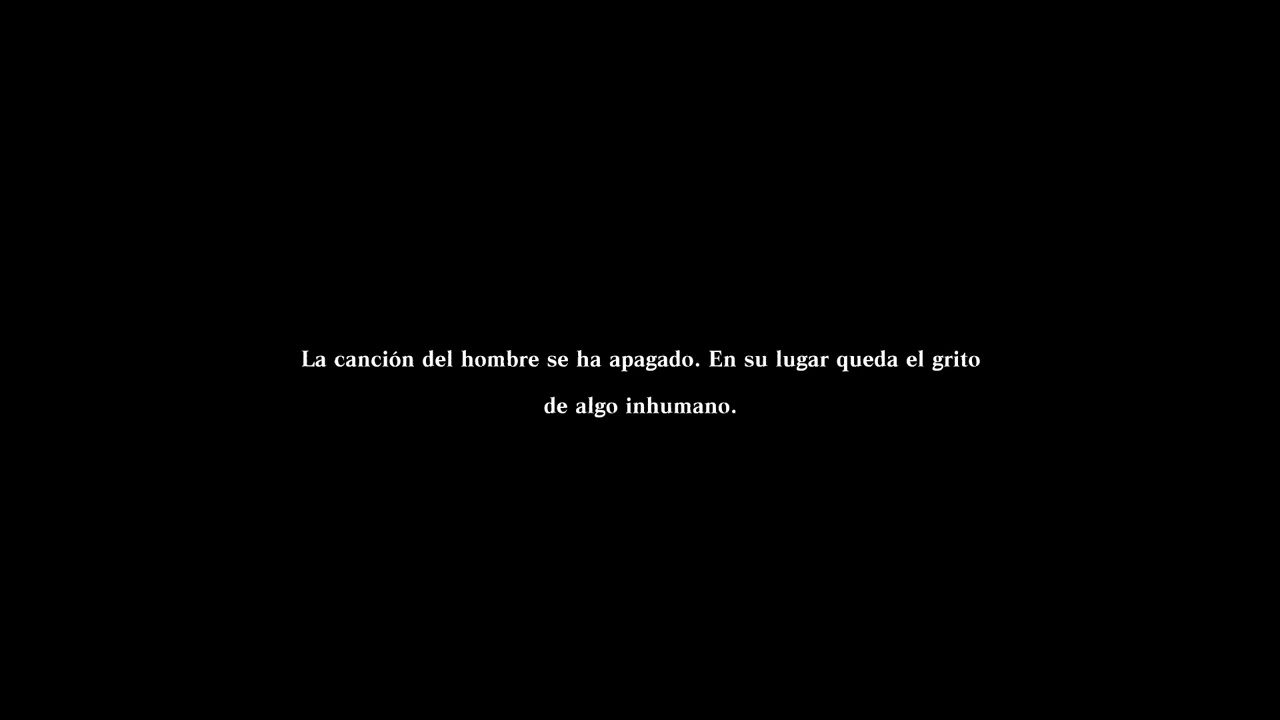 La canción del hombre se ha apagado. En su lugar queda el grito
de algo inhumano.